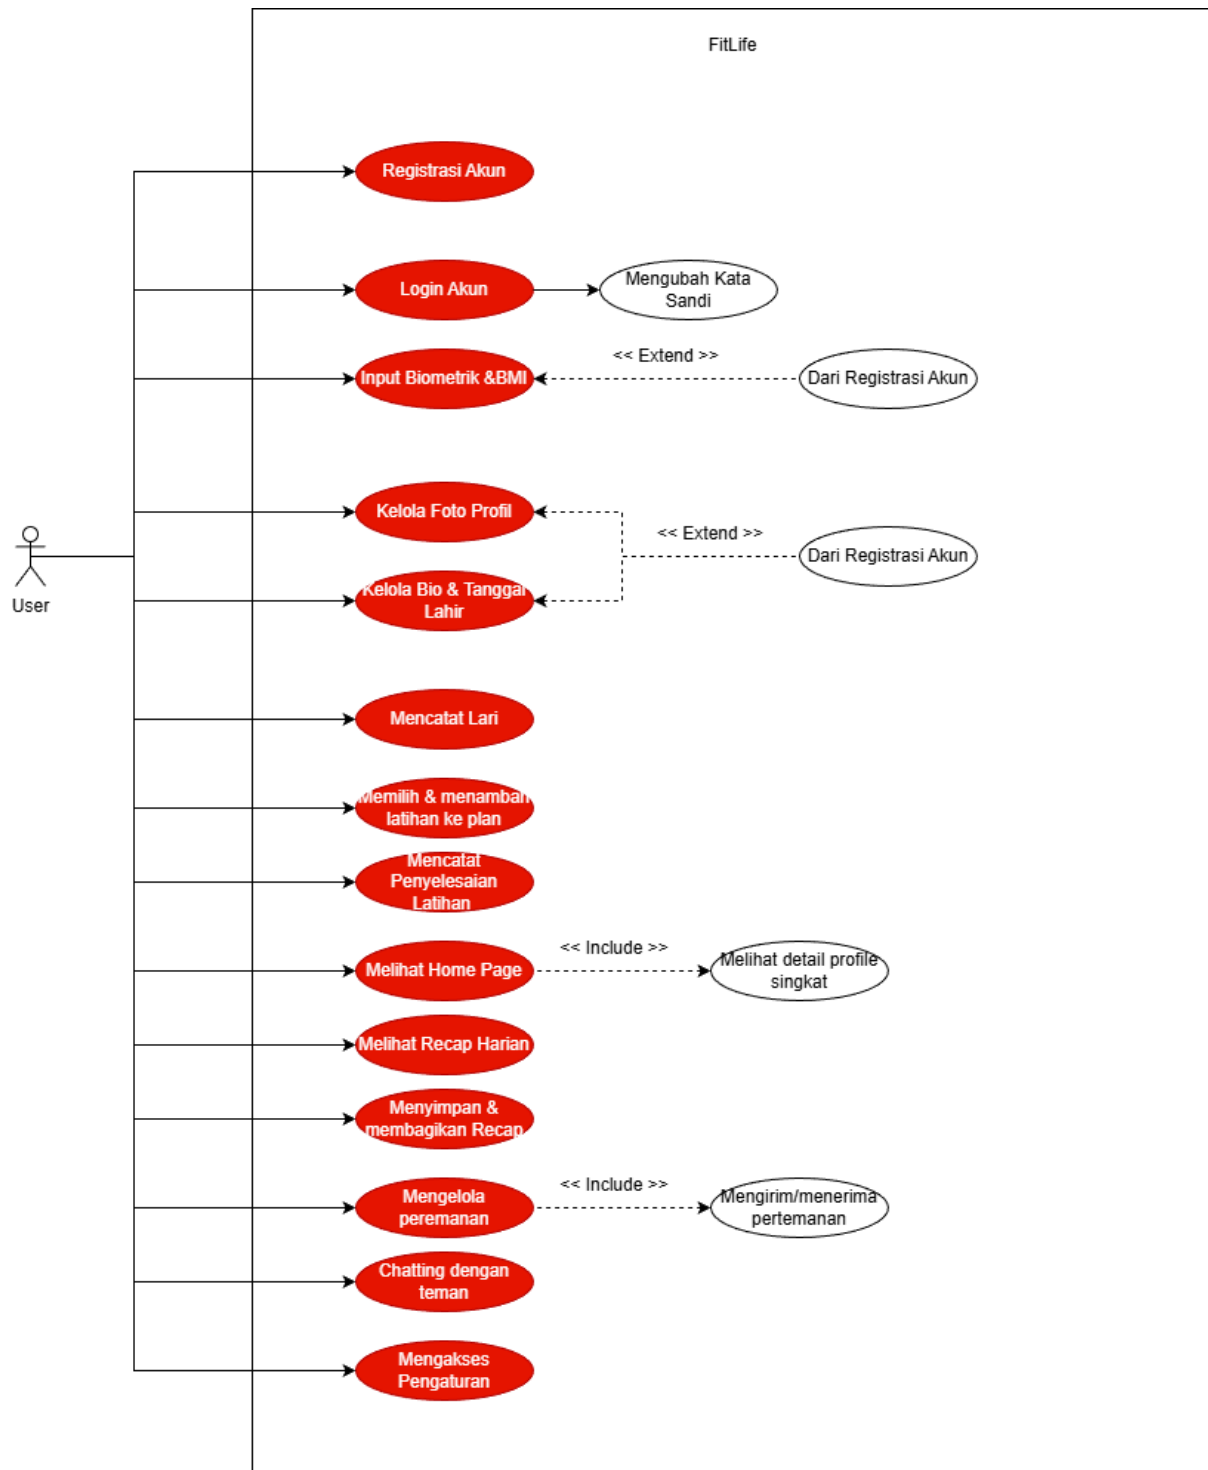 FitLife
Registrasi Akun
Login Akun
Mengubah Kata
Sandi
Input Biometrik &BMI
<< Extend >>
Dari Registrasi Akun
Kelola Foto Profil
<< Extend >>
Dari Registrasi Akun
Kelola Bio & Tanggal
Lahir
User
Mencatat Lari
Memilih & menambah
latihan ke plan
Mencatat
Penyelesaian
Latihan
Melihat Home Page
<< Include >>
Melihat detail profile
singkat
Melihat Recap Harian
Menyimpan &
membagikan Recap
Mengelola
peremanan
<< Include >>
Mengirim/menerima
pertemanan
Chatting dengan
teman
Mengakses
Pengaturan